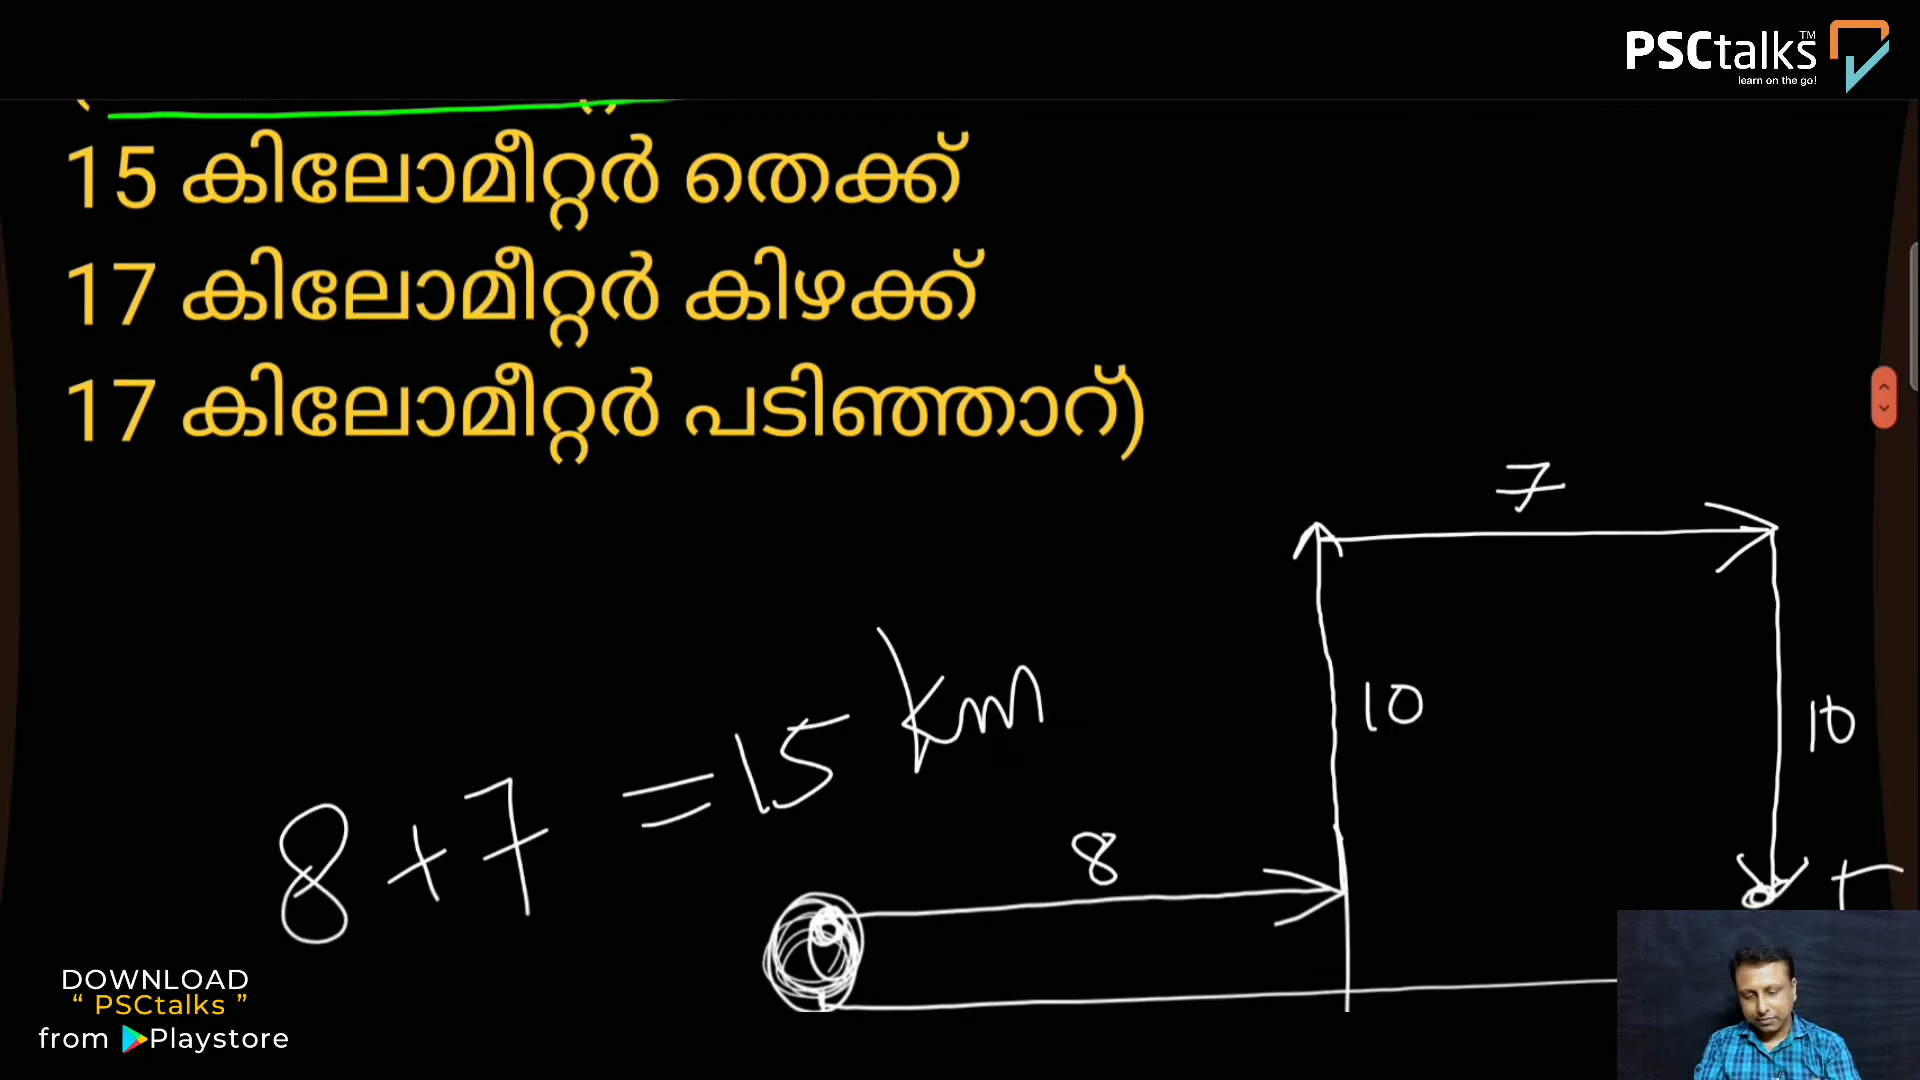 PSCtalks™
learn on the go!
15 കിലോമീറ്റർ തെക്ക്
17 കിലോമീറ്റർ കിഴക്ക്
17 കിലോമീറ്റർ പടിഞ്ഞാറ്)
7
10
10
8 + 7 = 15 km
8
DOWNLOAD
“ PSCtalks ”
from Playstore